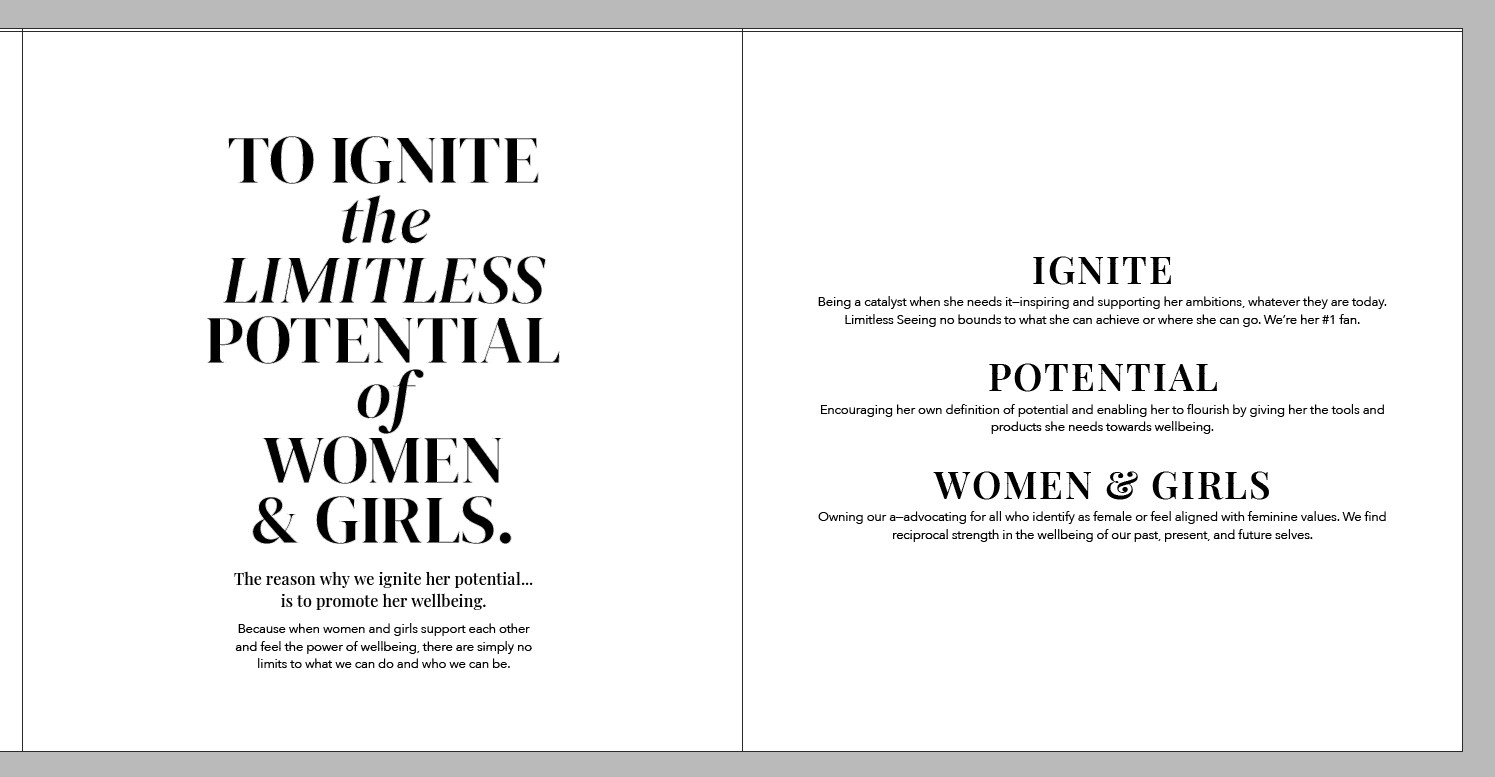 TO IGNITE
the
LIMITLESS
POTENTIAL
of
WOMEN
& GIRLS.
The reason why we ignite her potential...
is to promote her wellbeing.
Because when women and girls support each other
and feel the power of wellbeing, there are simply no
limits to what we can do and who we can be.
IGNITE
Being a catalyst when she needs it—inspiring and supporting her ambitions, whatever they are today.
Limitless Seeing no bounds to what she can achieve or where she can go. We're her #1 fan.
POTENTIAL
Encouraging her own definition of potential and enabling her to flourish by giving her the tools and
products she needs towards wellbeing.
WOMEN & GIRLS
Owning our a—advocating for all who identify as female or feel aligned with feminine values. We find
reciprocal strength in the wellbeing of our past, present, and future selves.